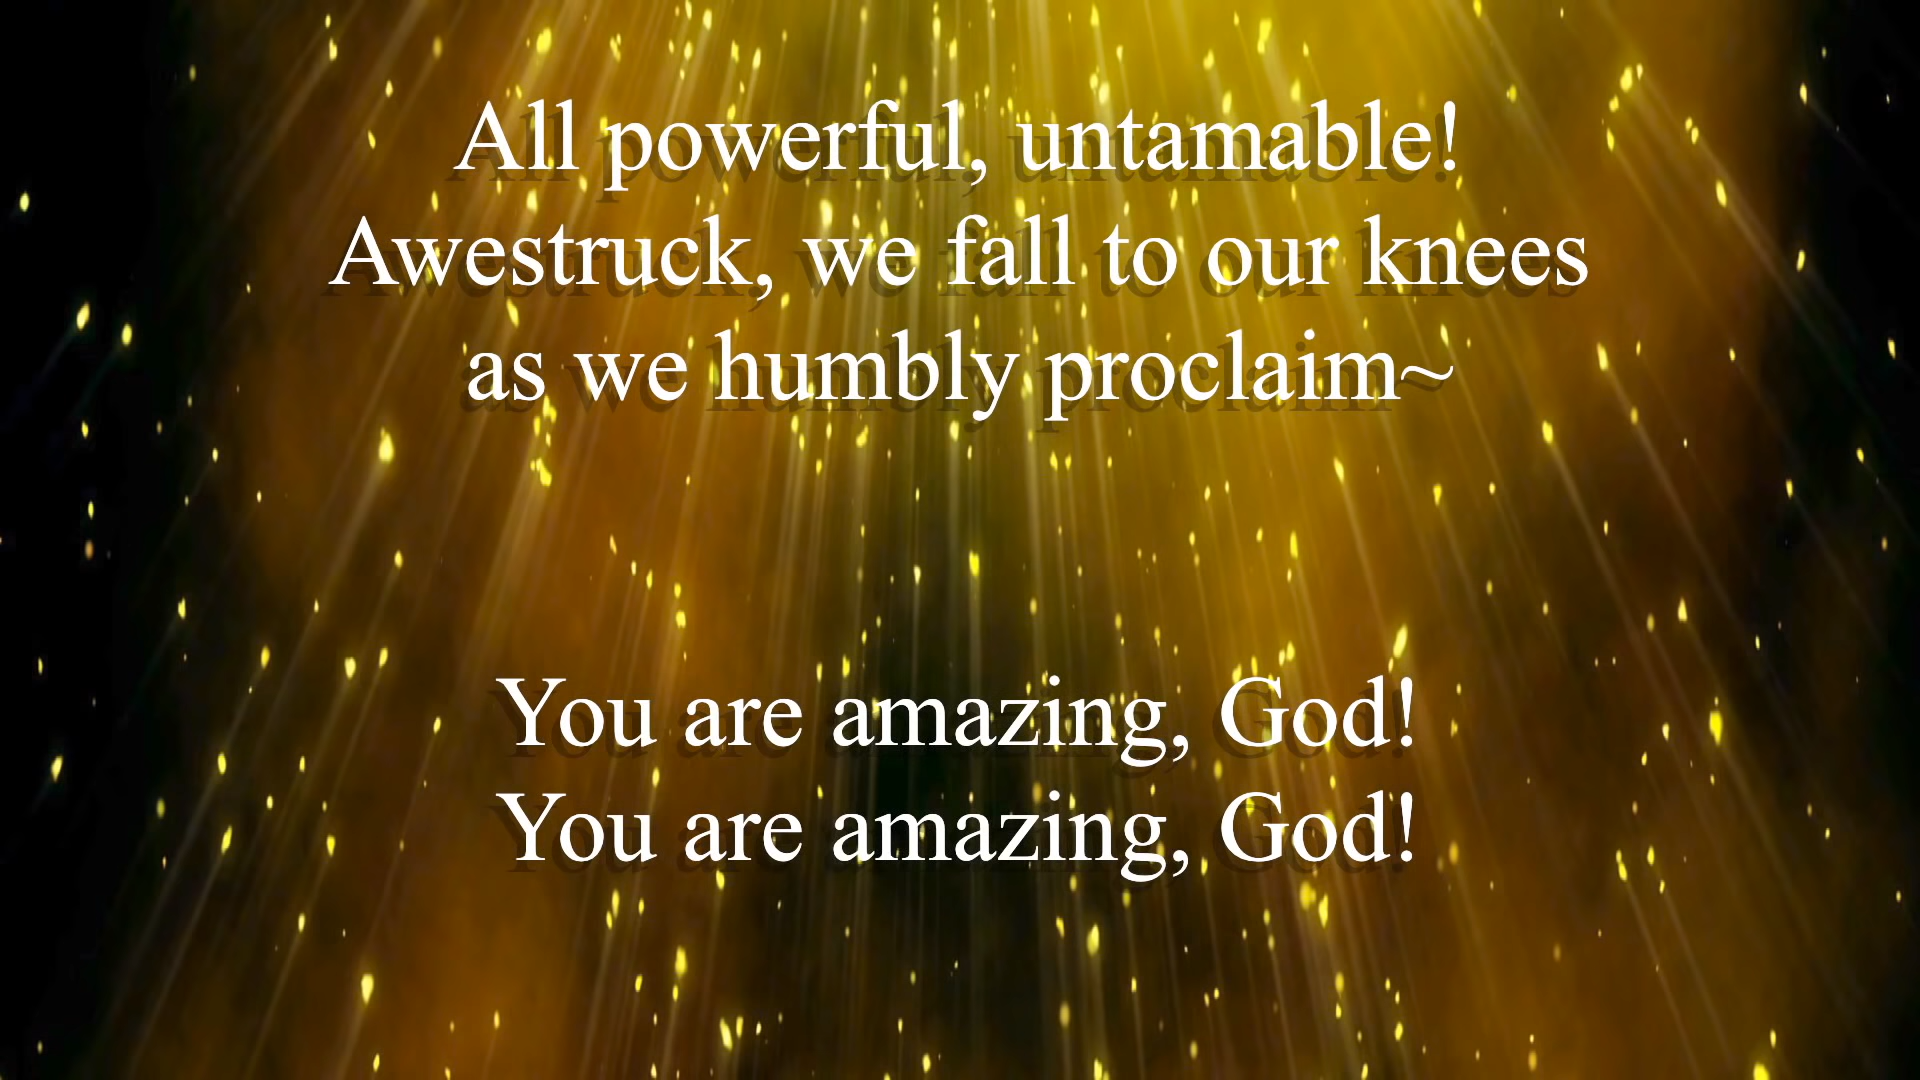 All powerful, untamable!
Awestruck, we fall to our knees
as we humbly proclaim~
You are amazing, God!
You are amazing, God!